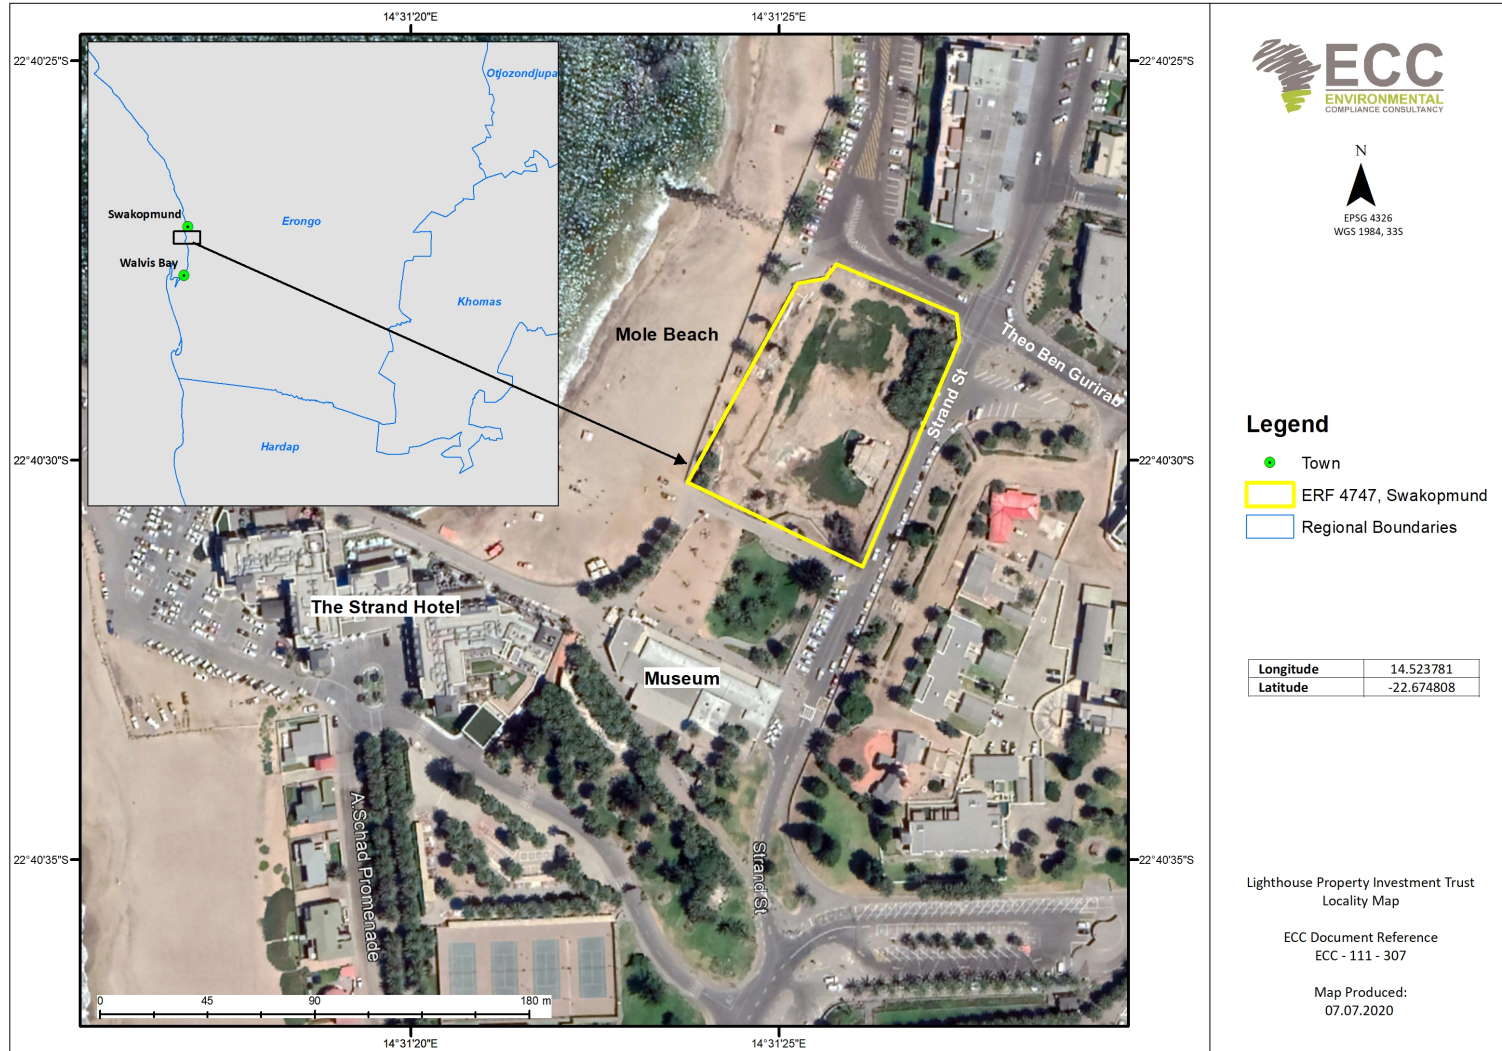 14°31'20"E
14°31'25"E
22°40'25"S
22°40'25"S
Otjozondjupa
Swakopmund
Erongo
Walvis Bay
Khomas
Hardap
Mole Beach
Theo Ben Gurirab
Strand St
22°40'30"S
22°40'30"S
The Strand Hotel
Museum
A.Schad Promenade
Strand St
22°40'35"S
22°40'35"S
0 45 90 180 m
14°31'20"E
14°31'25"E
ECC
ENVIRONMENTAL
COMPLIANCE CONSULTANCY
N
EPSG 4326
WGS 1984, 33S
Legend
Town
ERF 4747, Swakopmund
Regional Boundaries
Longitude 14.523781
Latitude -22.674808
Lighthouse Property Investment Trust
Locality Map
ECC Document Reference
ECC - 111 - 307
Map Produced:
07.07.2020